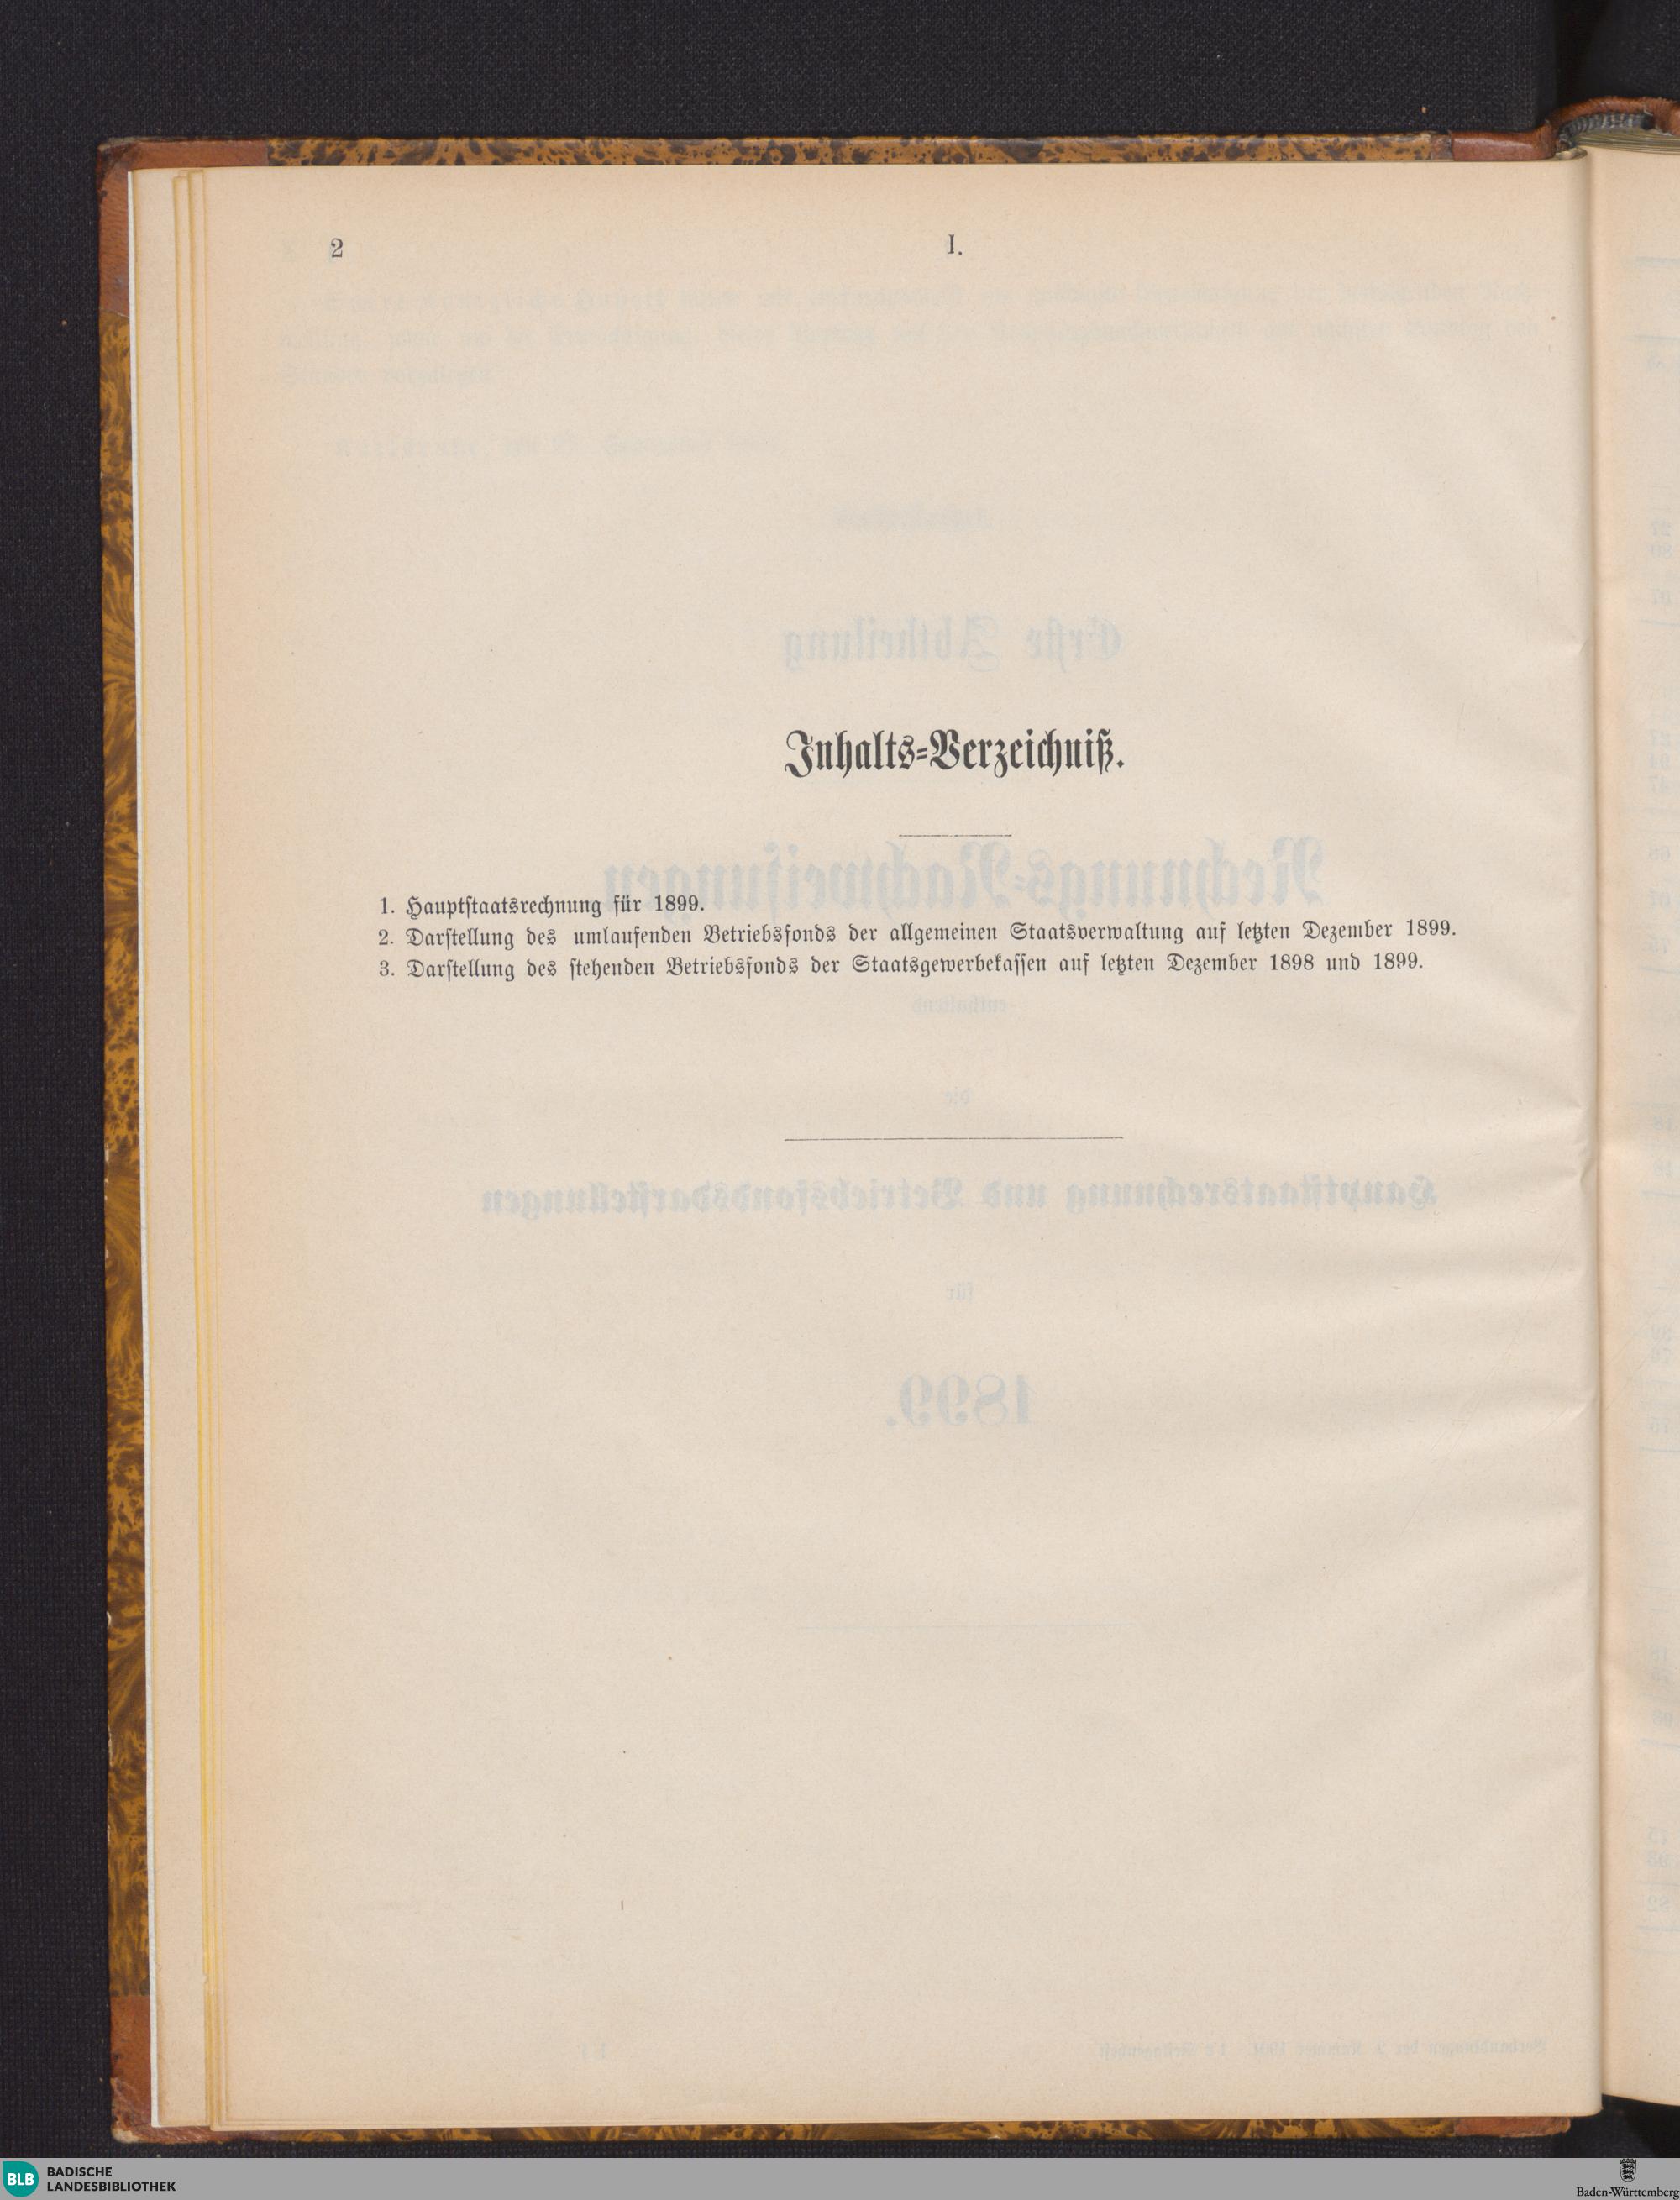 2
I.
Inhalts-Verzeichniß.
1. Hauptstaatsrechnung für 1899.
2. Darstellung des umlaufenden Betriebsfonds der allgemeinen Staatsverwaltung auf letzten Dezember 1899.
3. Darstellung des stehenden Betriebsfonds der Staatsgewerbekassen auf letzten Dezember 1898 und 1899.
BLB
BADISCHE
LANDESBIBLIOTHEK
Baden-Württemberg